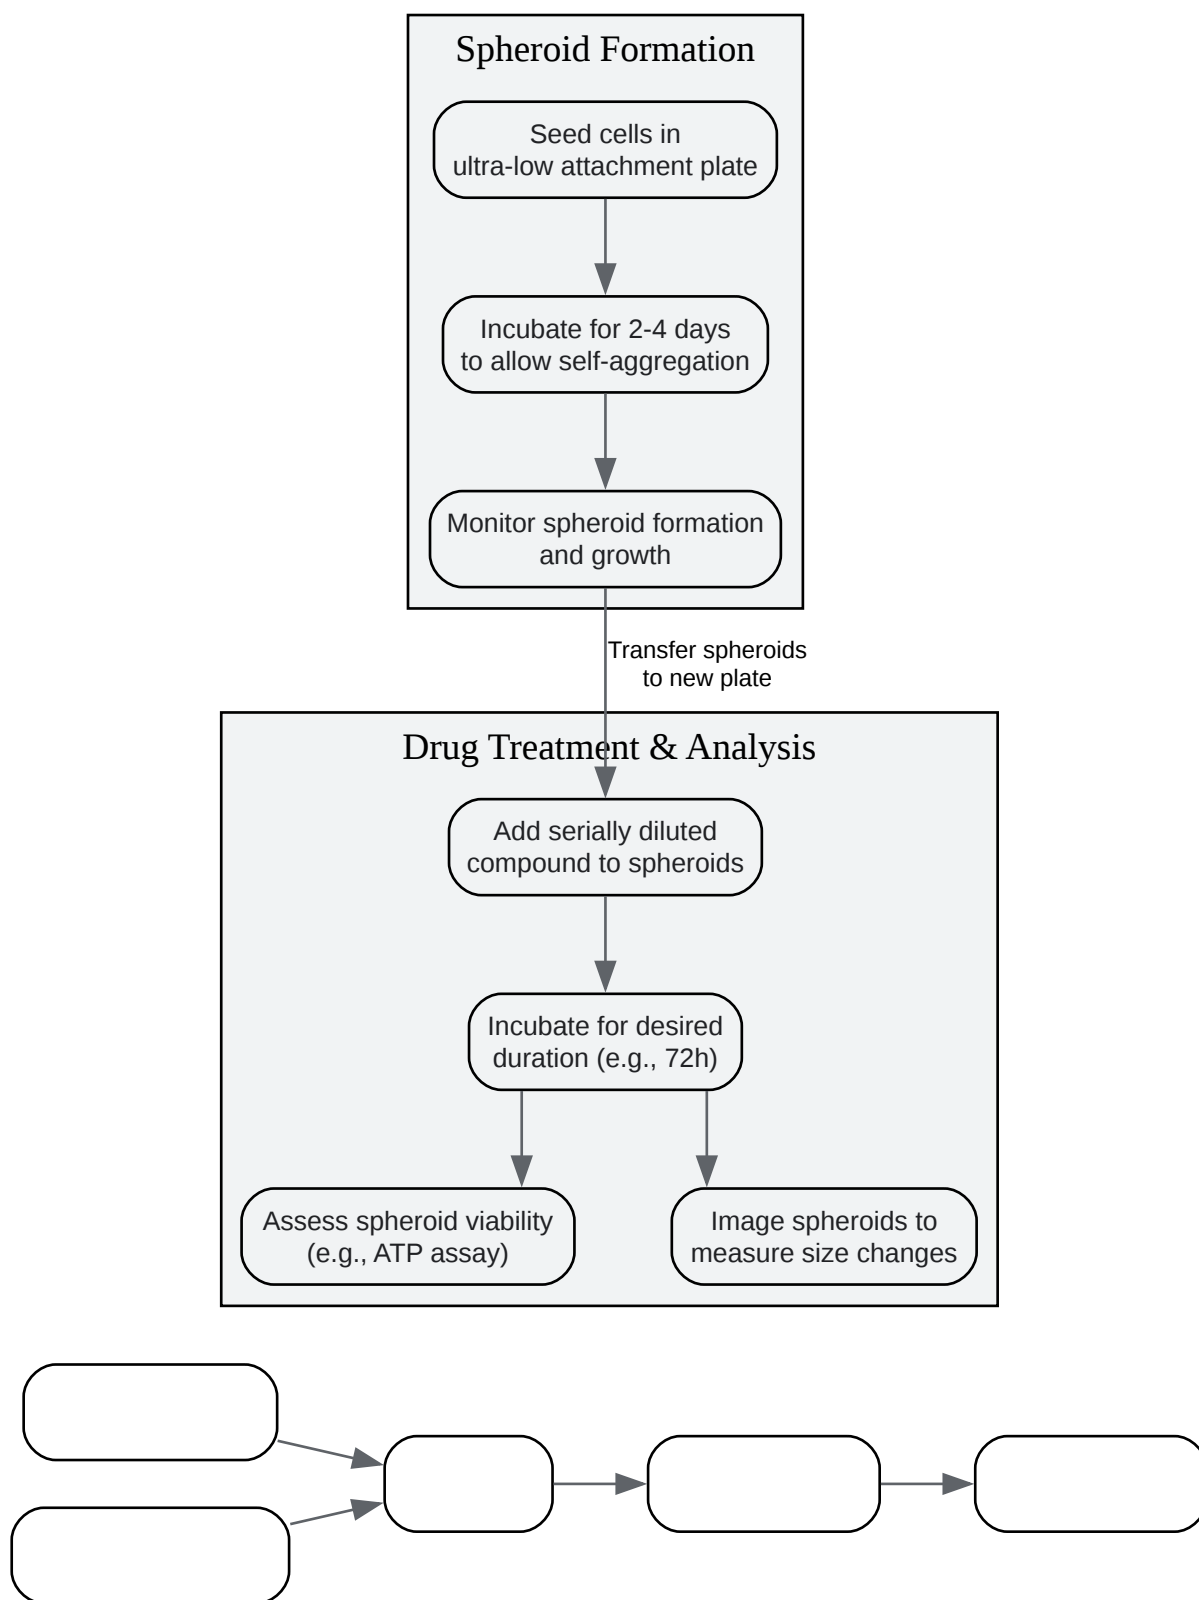 Spheroid Formation
Seed cells in
ultra-low attachment plate
Incubate for 2-4 days
to allow self-aggregation
Monitor spheroid formation
and growth
Transfer spheroids
to new plate
Drug Treatment & Analysis
Add serially diluted
compound to spheroids
Incubate for desired
duration (e.g., 72h)
Assess spheroid viability
(e.g., ATP assay)
Image spheroids to
measure size changes